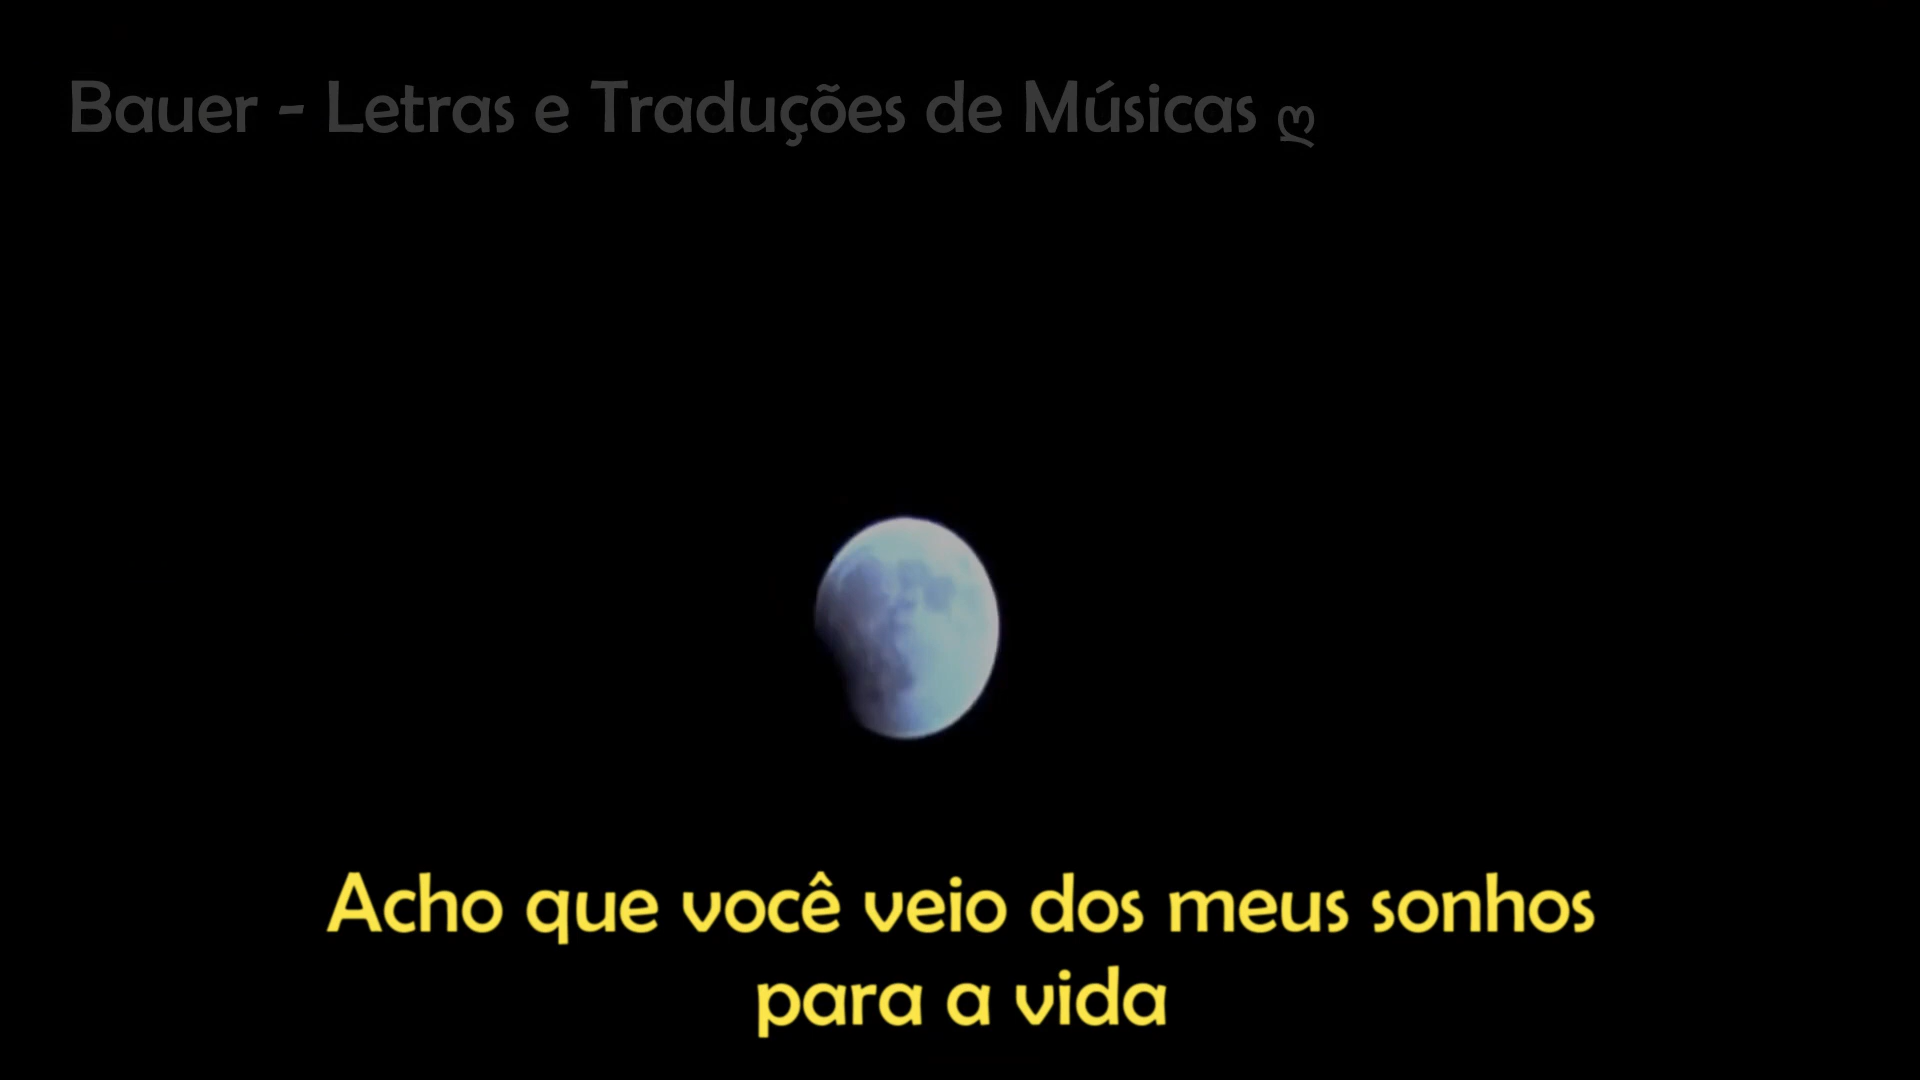 Bauer - Letras e Traduções de Músicas ღ
Acho que você veio dos meus sonhos
para a vida